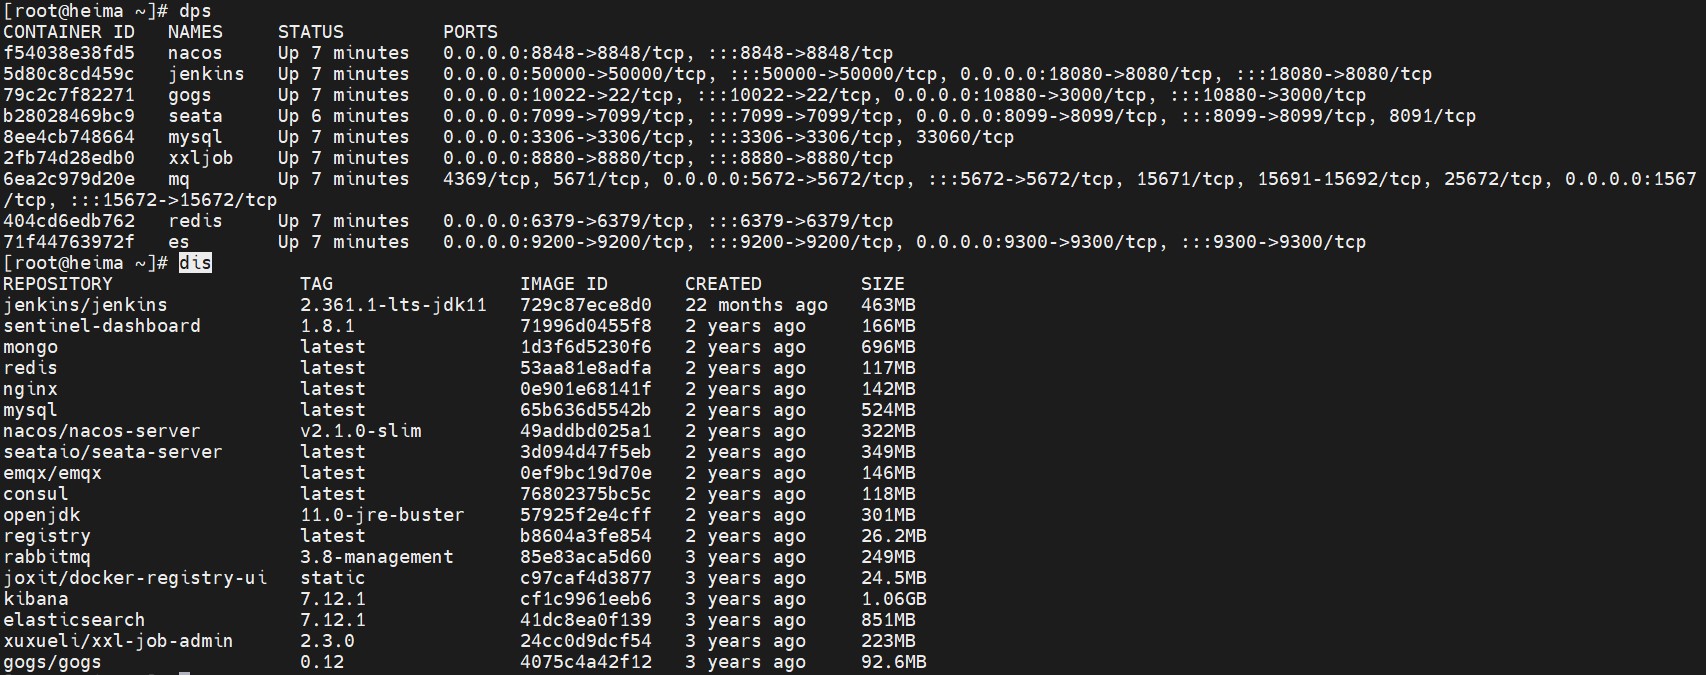 [root@heima ~]# dps
CONTAINER ID   NAMES     STATUS         PORTS
f54038e38fd5   nacos     Up 7 minutes   0.0.0.0:8848->8848/tcp, :::8848->8848/tcp
5d80c8cd459c   jenkins   Up 7 minutes   0.0.0.0:50000->50000/tcp, :::50000->50000/tcp, 0.0.0.0:18080->8080/tcp, :::18080->8080/tcp
79c2c7f82271   gogs      Up 7 minutes   0.0.0.0:10022->22/tcp, :::10022->22/tcp, 0.0.0.0:10880->3000/tcp, :::10880->3000/tcp
b28028469bc9   seata     Up 6 minutes   0.0.0.0:7099->7099/tcp, :::7099->7099/tcp, 0.0.0.0:8099->8099/tcp, :::8099->8099/tcp, 8091/tcp
8ee4cb748664   mysql     Up 7 minutes   0.0.0.0:3306->3306/tcp, :::3306->3306/tcp, 33060/tcp
2fb74d28edb0   xxljob    Up 7 minutes   0.0.0.0:8880->8880/tcp, :::8880->8880/tcp
6ea2c979d20e   mq        Up 7 minutes   4369/tcp, 5671/tcp, 0.0.0.0:5672->5672/tcp, :::5672->5672/tcp, 15671/tcp, 15691-15692/tcp, 25672/tcp, 0.0.0.0:1567
/tcp, :::15672->15672/tcp
404cd6edb762   redis     Up 7 minutes   0.0.0.0:6379->6379/tcp, :::6379->6379/tcp
71f44763972f   es        Up 7 minutes   0.0.0.0:9200->9200/tcp, :::9200->9200/tcp, 0.0.0.0:9300->9300/tcp, :::9300->9300/tcp
[root@heima ~]# dis
REPOSITORY                 TAG                 IMAGE ID       CREATED         SIZE
jenkins/jenkins            2.361.1-lts-jdk11   729c87ece8d0   22 months ago   463MB
sentinel-dashboard         1.8.1               71996d0455f8   2 years ago     166MB
mongo                      latest              1d3f6d5230f6   2 years ago     696MB
redis                      latest              53aa81e8adfa   2 years ago     117MB
nginx                      latest              0e901e68141f   2 years ago     142MB
mysql                      latest              65b636d5542b   2 years ago     524MB
nacos/nacos-server         v2.1.0-slim         49addbd025a1   2 years ago     322MB
seataio/seata-server       latest              3d094d47f5eb   2 years ago     349MB
emqx/emqx                  latest              0ef9bc19d70e   2 years ago     146MB
consul                     latest              76802375bc5c   2 years ago     118MB
openjdk                    11.0-jre-buster     57925f2e4cff   2 years ago     301MB
registry                   latest              b8604a3fe854   2 years ago     26.2MB
rabbitmq                   3.8-management      85e83aca5d60   3 years ago     249MB
joxit/docker-registry-ui   static              c97caf4d3877   3 years ago     24.5MB
kibana                     7.12.1              cf1c9961eeb6   3 years ago     1.06GB
elasticsearch              7.12.1              41dc8ea0f139   3 years ago     851MB
xuxueli/xxl-job-admin      2.3.0               24cc0d9dcf54   3 years ago     223MB
gogs/gogs                  0.12                4075c4a42f12   3 years ago     92.6MB